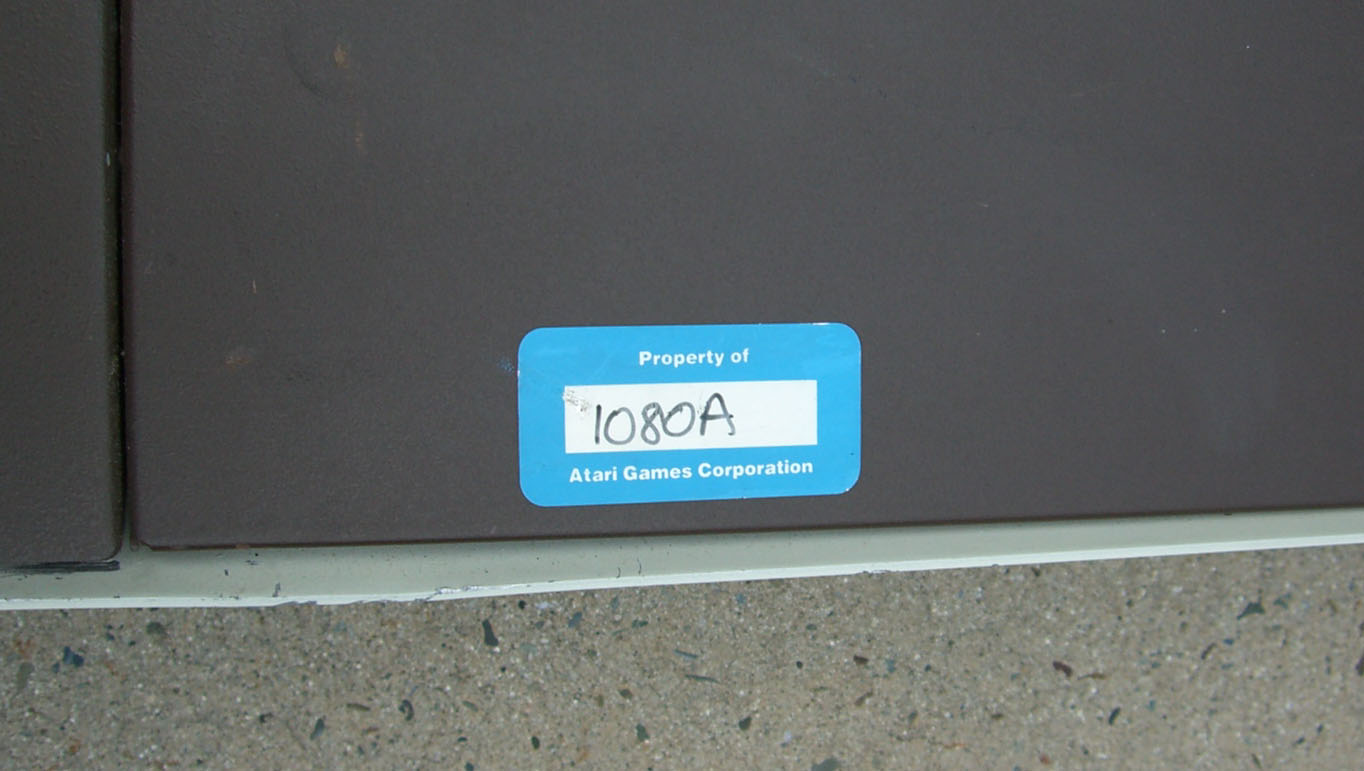 Property of
1080A
Atari Games Corporation